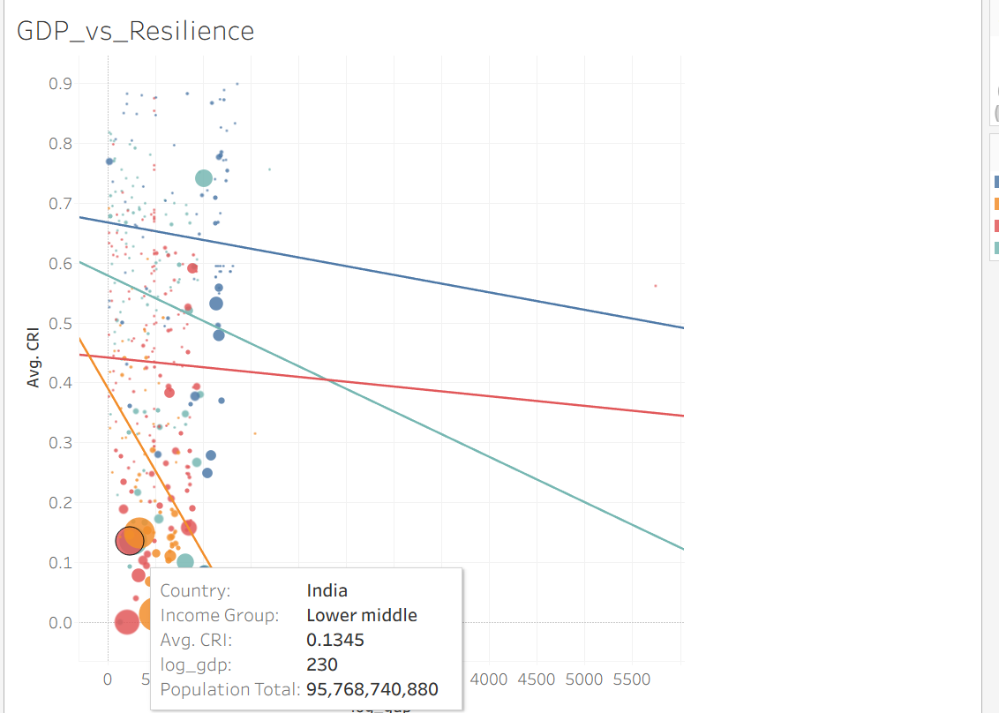 GDP_vs_Resilience
0.9
0.8
0.7
0.6
0.5
0.4
0.3
0.2
0.1
0.0
Avg. CRI
Country: India
Income Group: Lower middle
Avg. CRI: 0.1345
log_gdp: 230
Population Total: 95,768,740,880
0 5 4000 4500 5000 5500
log_gdp